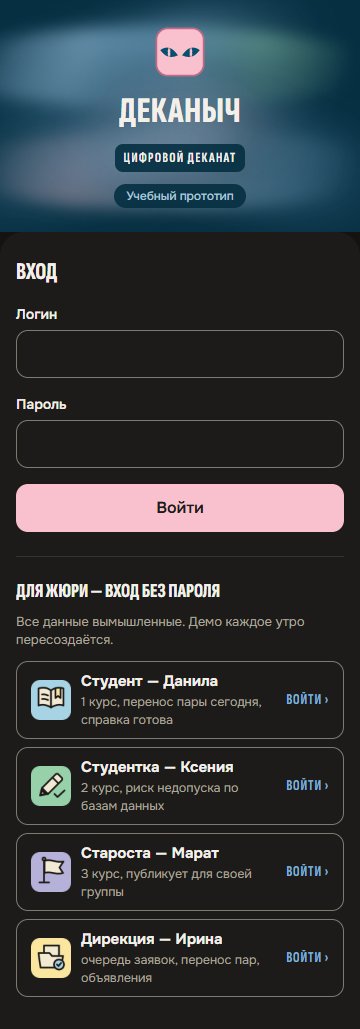 ДЕКАНЫЧ
ЦИФРОВОЙ ДЕКАНАТ
Учебный прототип
ВХОД
Логин
Пароль
Войти
ДЛЯ ЖЮРИ — ВХОД БЕЗ ПАРОЛЯ
Все данные вымышленные. Демо каждое утро
пересоздаётся.
Студент — Данила
1 курс, перенос пары сегодня,
справка готова
ВОЙТИ ›
Студентка — Ксения
2 курс, риск недопуска по
базам данных
ВОЙТИ ›
Староста — Марат
3 курс, публикует для своей
группы
ВОЙТИ ›
Дирекция — Ирина
очередь заявок, перенос пар,
объявления
ВОЙТИ ›